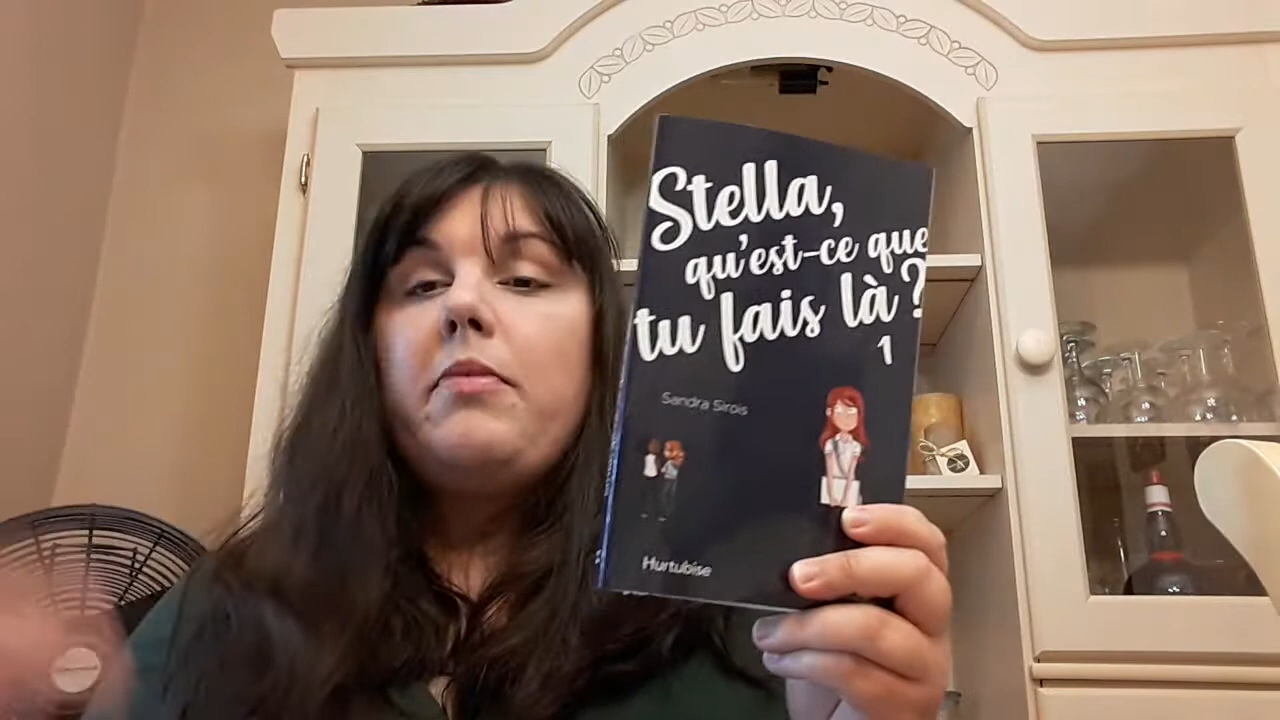 Stella,
qu'est-ce que
tu fais là?
1
Sandra Sirois
Hurtubise